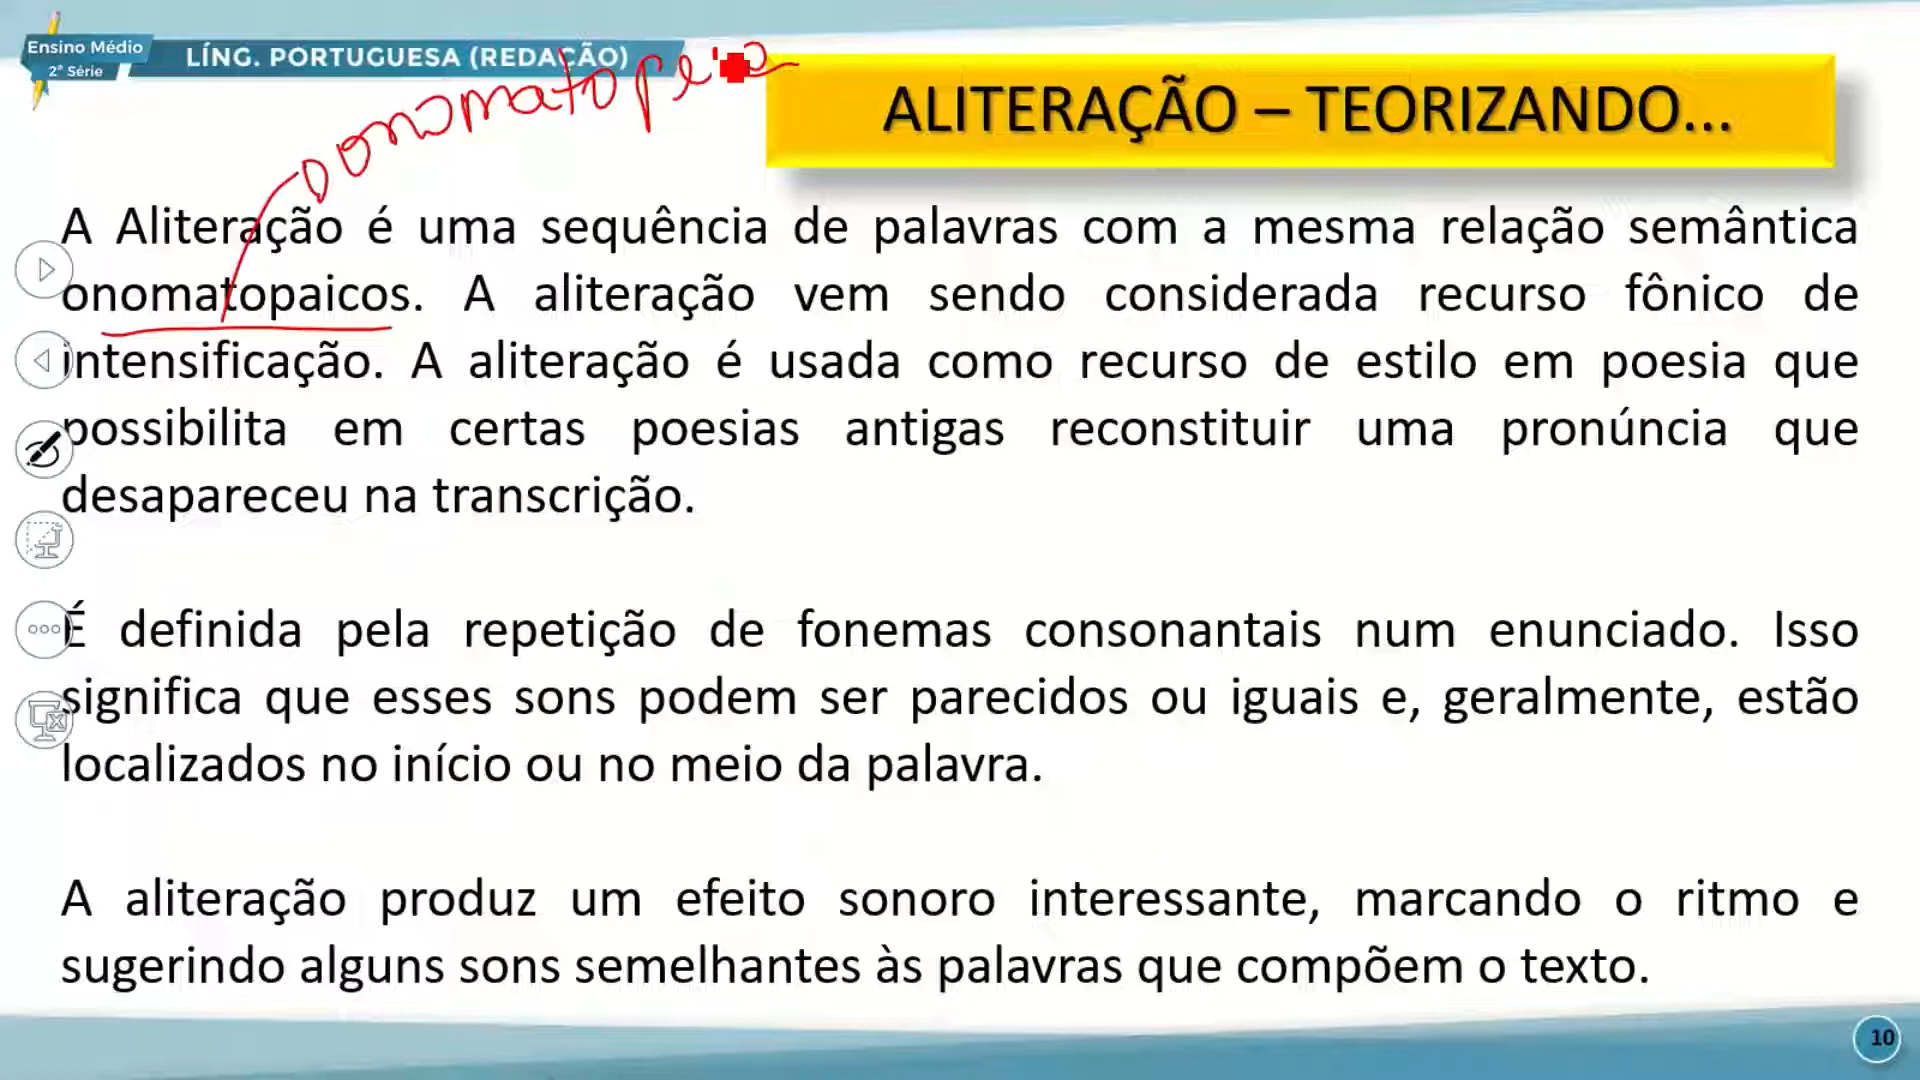 Ensino Médio
2ª Série
LÍNG. PORTUGUESA (REDAÇÃO)
onomatopeia
ALITERAÇÃO – TEORIZANDO...
A Aliteração é uma sequência de palavras com a mesma relação semântica
onomatopaicos. A aliteração vem sendo considerada recurso fônico de
intensificação. A aliteração é usada como recurso de estilo em poesia que
possibilita em certas poesias antigas reconstituir uma pronúncia que
desapareceu na transcrição.
É definida pela repetição de fonemas consonantais num enunciado. Isso
significa que esses sons podem ser parecidos ou iguais e, geralmente, estão
localizados no início ou no meio da palavra.
A aliteração produz um efeito sonoro interessante, marcando o ritmo e
sugerindo alguns sons semelhantes às palavras que compõem o texto.
10